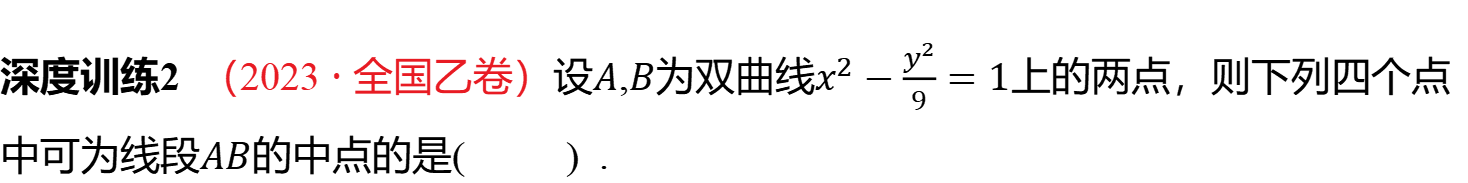 深度训练2 （2023·全国乙卷）设A,B为双曲线x² − y²/9 = 1上的两点，则下列四个点
中可为线段AB的中点的是(　　) .